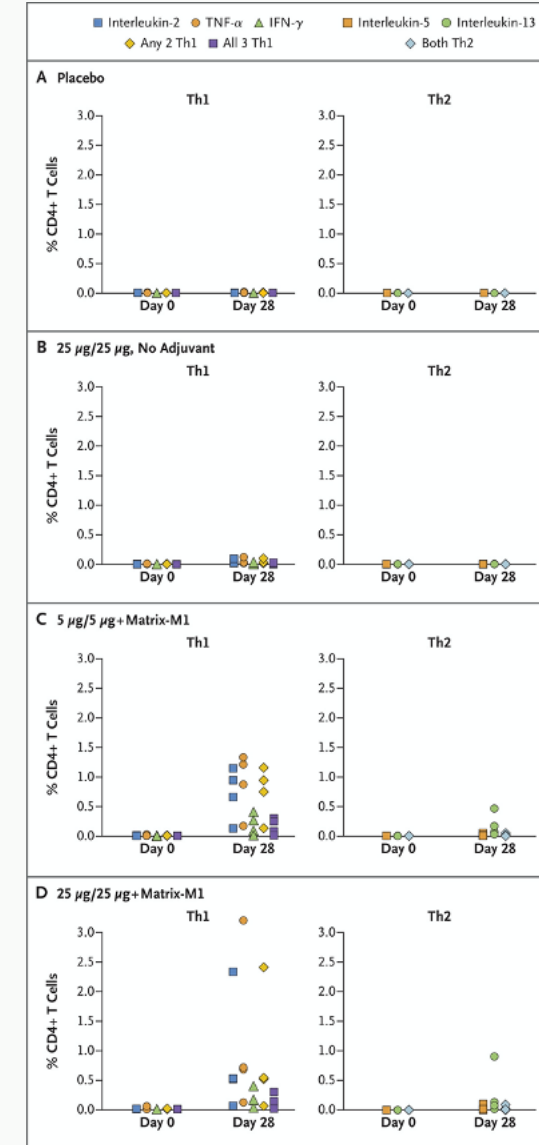 Interleukin-2 TNF-α IFN-γ Interleukin-5 Interleukin-13
Any 2 Th1 All 3 Th1 Both Th2
A Placebo
Th1 Th2
% CD4+ T Cells
3.0 3.0
2.5 2.5
2.0 2.0
1.5 1.5
1.0 1.0
0.5 0.5
0.0 0.0
Day 0 Day 28 Day 0 Day 28
B 25 µg/25 µg, No Adjuvant
Th1 Th2
% CD4+ T Cells
3.0 3.0
2.5 2.5
2.0 2.0
1.5 1.5
1.0 1.0
0.5 0.5
0.0 0.0
Day 0 Day 28 Day 0 Day 28
C 5 µg/5 µg+Matrix-M1
Th1 Th2
% CD4+ T Cells
3.0 3.0
2.5 2.5
2.0 2.0
1.5 1.5
1.0 1.0
0.5 0.5
0.0 0.0
Day 0 Day 28 Day 0 Day 28
D 25 µg/25 µg+Matrix-M1
Th1 Th2
% CD4+ T Cells
3.0 3.0
2.5 2.5
2.0 2.0
1.5 1.5
1.0 1.0
0.5 0.5
0.0 0.0
Day 0 Day 28 Day 0 Day 28